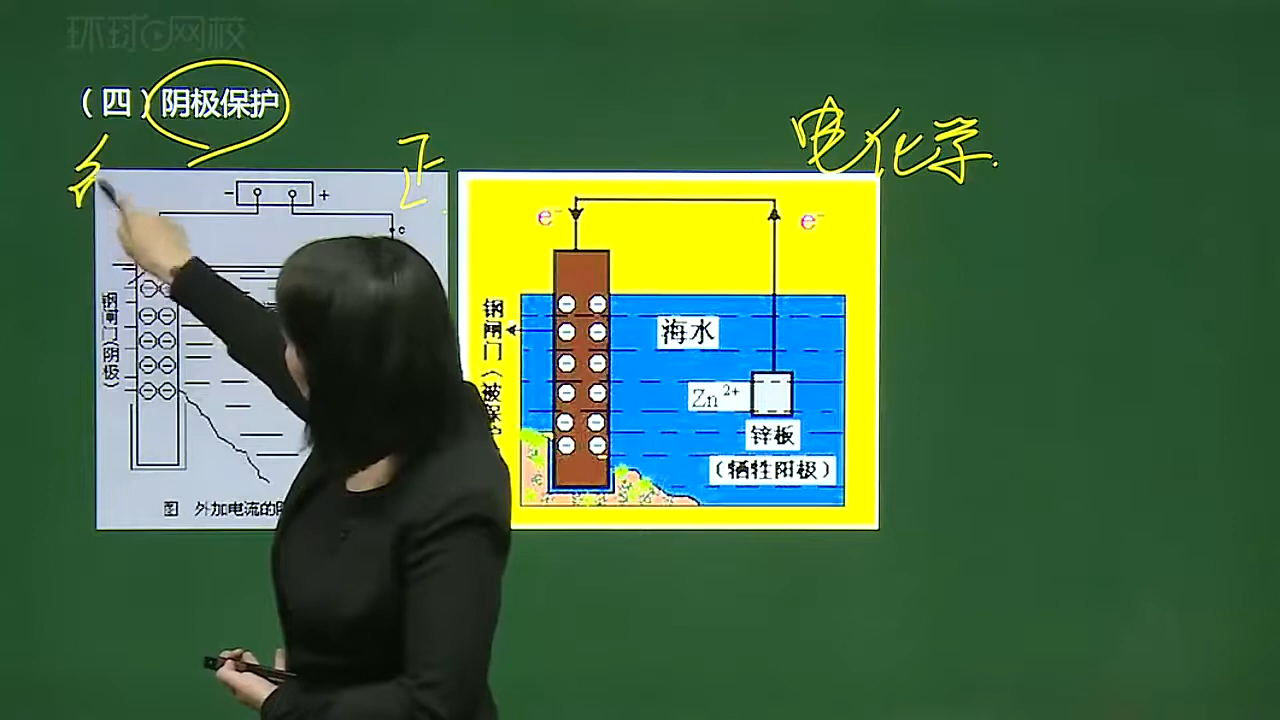 环球网校
（四）阴极保护
电化学
正
- +
c
钢闸门（阴极）
图 外加电流的
e⁻ e⁻
钢闸门（被保
海水
Zn²⁺
锌板
（牺牲阳极）